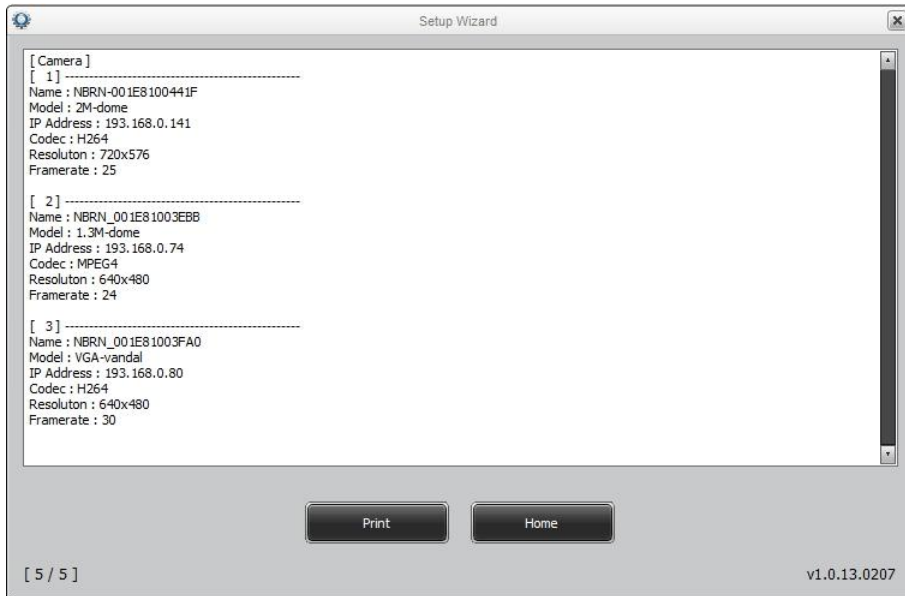 Setup Wizard
[ Camera ]
[ 1] --------------------------------------------------
Name : NBRN-001E8100441F
Model : 2M-dome
IP Address : 193.168.0.141
Codec : H264
Resoluton : 720x576
Framerate : 25
[ 2] --------------------------------------------------
Name : NBRN_001E81003EBB
Model : 1.3M-dome
IP Address : 193.168.0.74
Codec : MPEG4
Resoluton : 640x480
Framerate : 24
[ 3] --------------------------------------------------
Name : NBRN_001E81003FA0
Model : VGA-vandal
IP Address : 193.168.0.80
Codec : H264
Resoluton : 640x480
Framerate : 30
Print Home
[ 5 / 5 ] v1.0.13.0207